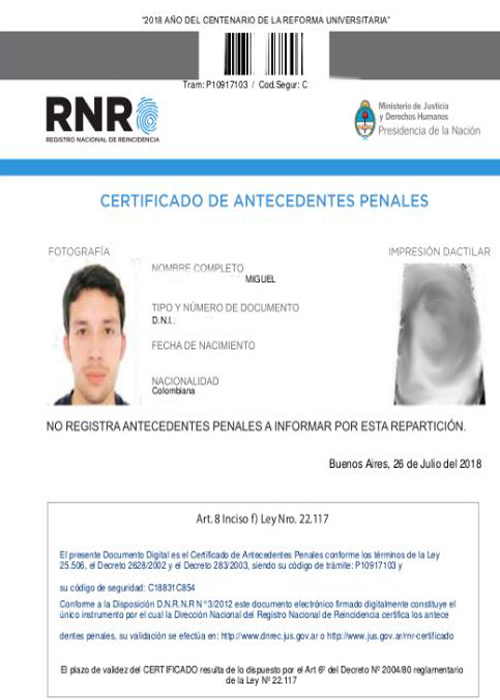 "2018 AÑO DEL CENTENARIO DE LA REFORMA UNIVERSITARIA"
Tram: P10917103 / Cod.Segur: C
RNR
REGISTRO NACIONAL DE REINCIDENCIA
Ministerio de Justicia
y Derechos Humanos
Presidencia de la Nación
CERTIFICADO DE ANTECEDENTES PENALES
FOTOGRAFÍA
IMPRESIÓN DACTILAR
NOMBRE COMPLETO
MIGUEL
TIPO Y NÚMERO DE DOCUMENTO
D.N.I.:
FECHA DE NACIMIENTO
NACIONALIDAD
Colombiana
NO REGISTRA ANTECEDENTES PENALES A INFORMAR POR ESTA REPARTICIÓN.
Buenos Aires, 26 de Julio del 2018
Art. 8 Inciso f) Ley Nro. 22.117
El presente Documento Digital es el Certificado de Antecedentes Penales conforme los términos de la Ley
25.506, el Decreto 2628/2002 y el Decreto 283/2003, siendo su código de trámite: P10917103 y
su código de seguridad: C18831C854
Conforme a la Disposición D.N.R.N.R N°3/2012 este documento electrónico firmado digitalmente constituye el
único instrumento por el cual la Dirección Nacional del Registro Nacional de Reincidencia certifica los antece
dentes penales, su validación se efectúa en: http://www.dnrec.jus.gov.ar o http://www.jus.gov.ar/rnr-certificado
El plazo de validez del CERTIFICADO resulta de lo dispuesto por el Art 6º del Decreto Nº 2004/80 reglamentario
de la Ley Nº 22.117